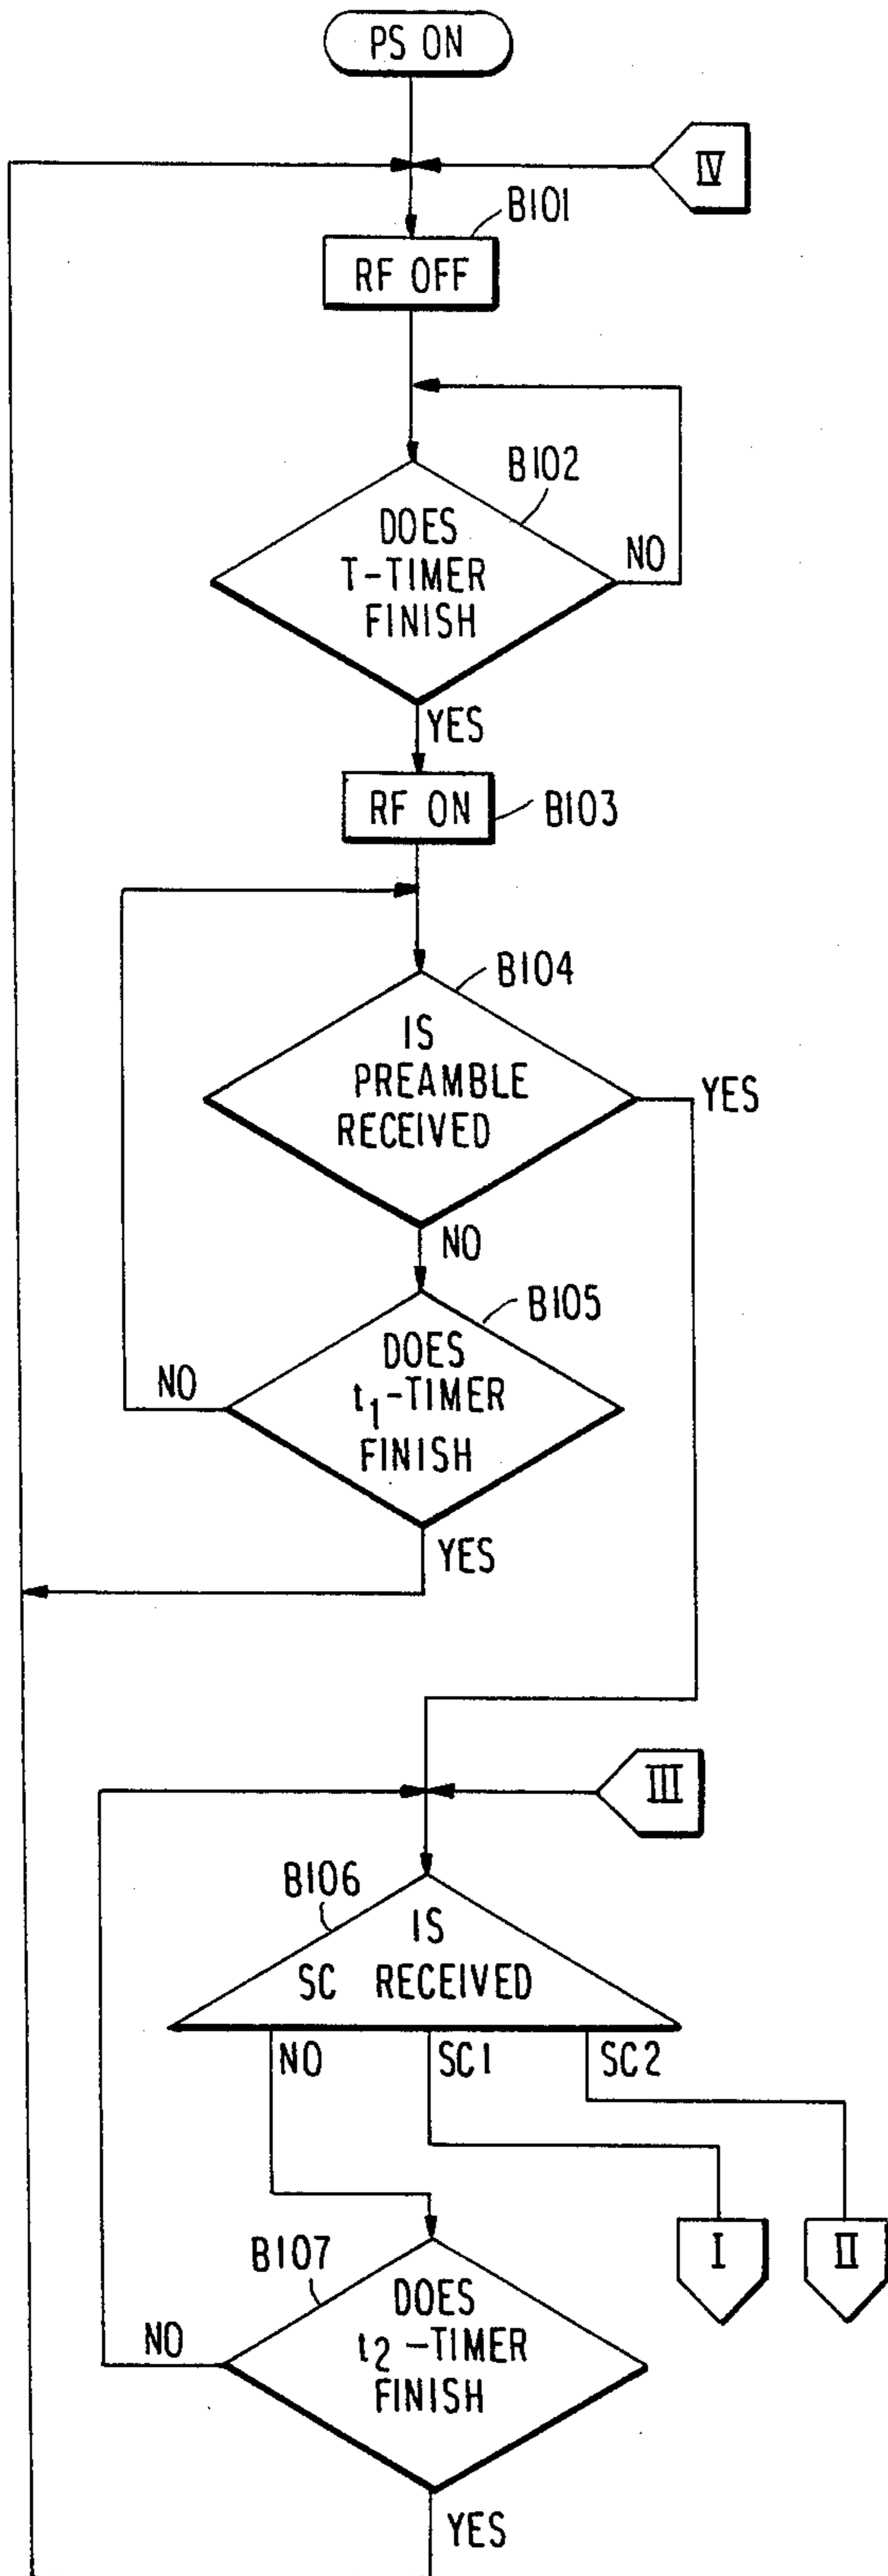 PS ON
IV
B101
RF OFF
B102
DOES
T-TIMER
FINISH
NO
YES
RF ON
B103
B104
IS
PREAMBLE
RECEIVED
YES
NO
B105
DOES
t1-TIMER
FINISH
NO
YES
III
B106
IS
SC RECEIVED
NO
SC1
SC2
I
II
B107
DOES
t2-TIMER
FINISH
NO
YES